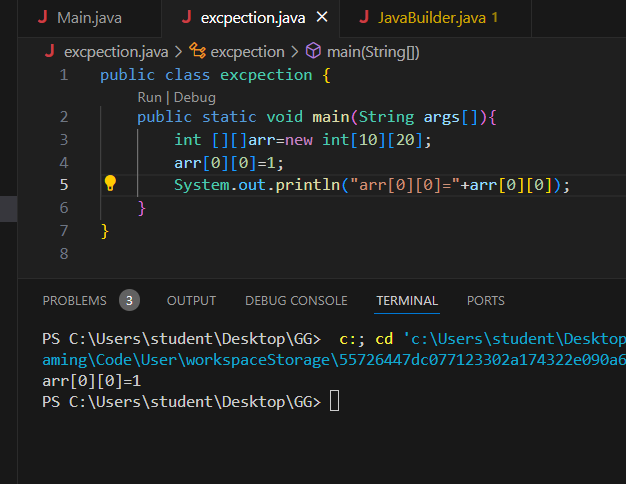 J Main.java J excpection.java × J JavaBuilder.java 1
J excpection.java > excpection > main(String[])
1 public class excpection {
Run | Debug
2 public static void main(String args[]){
3 int [][]arr=new int[10][20];
4 arr[0][0]=1;
5 System.out.println("arr[0][0]="+arr[0][0]);
6 }
7 }
8
PROBLEMS 3 OUTPUT DEBUG CONSOLE TERMINAL PORTS
PS C:\Users\student\Desktop\GG> c:; cd 'c:\Users\student\Desktop
aming\Code\User\workspaceStorage\55726447dc077123302a174322e090a6
arr[0][0]=1
PS C:\Users\student\Desktop\GG>